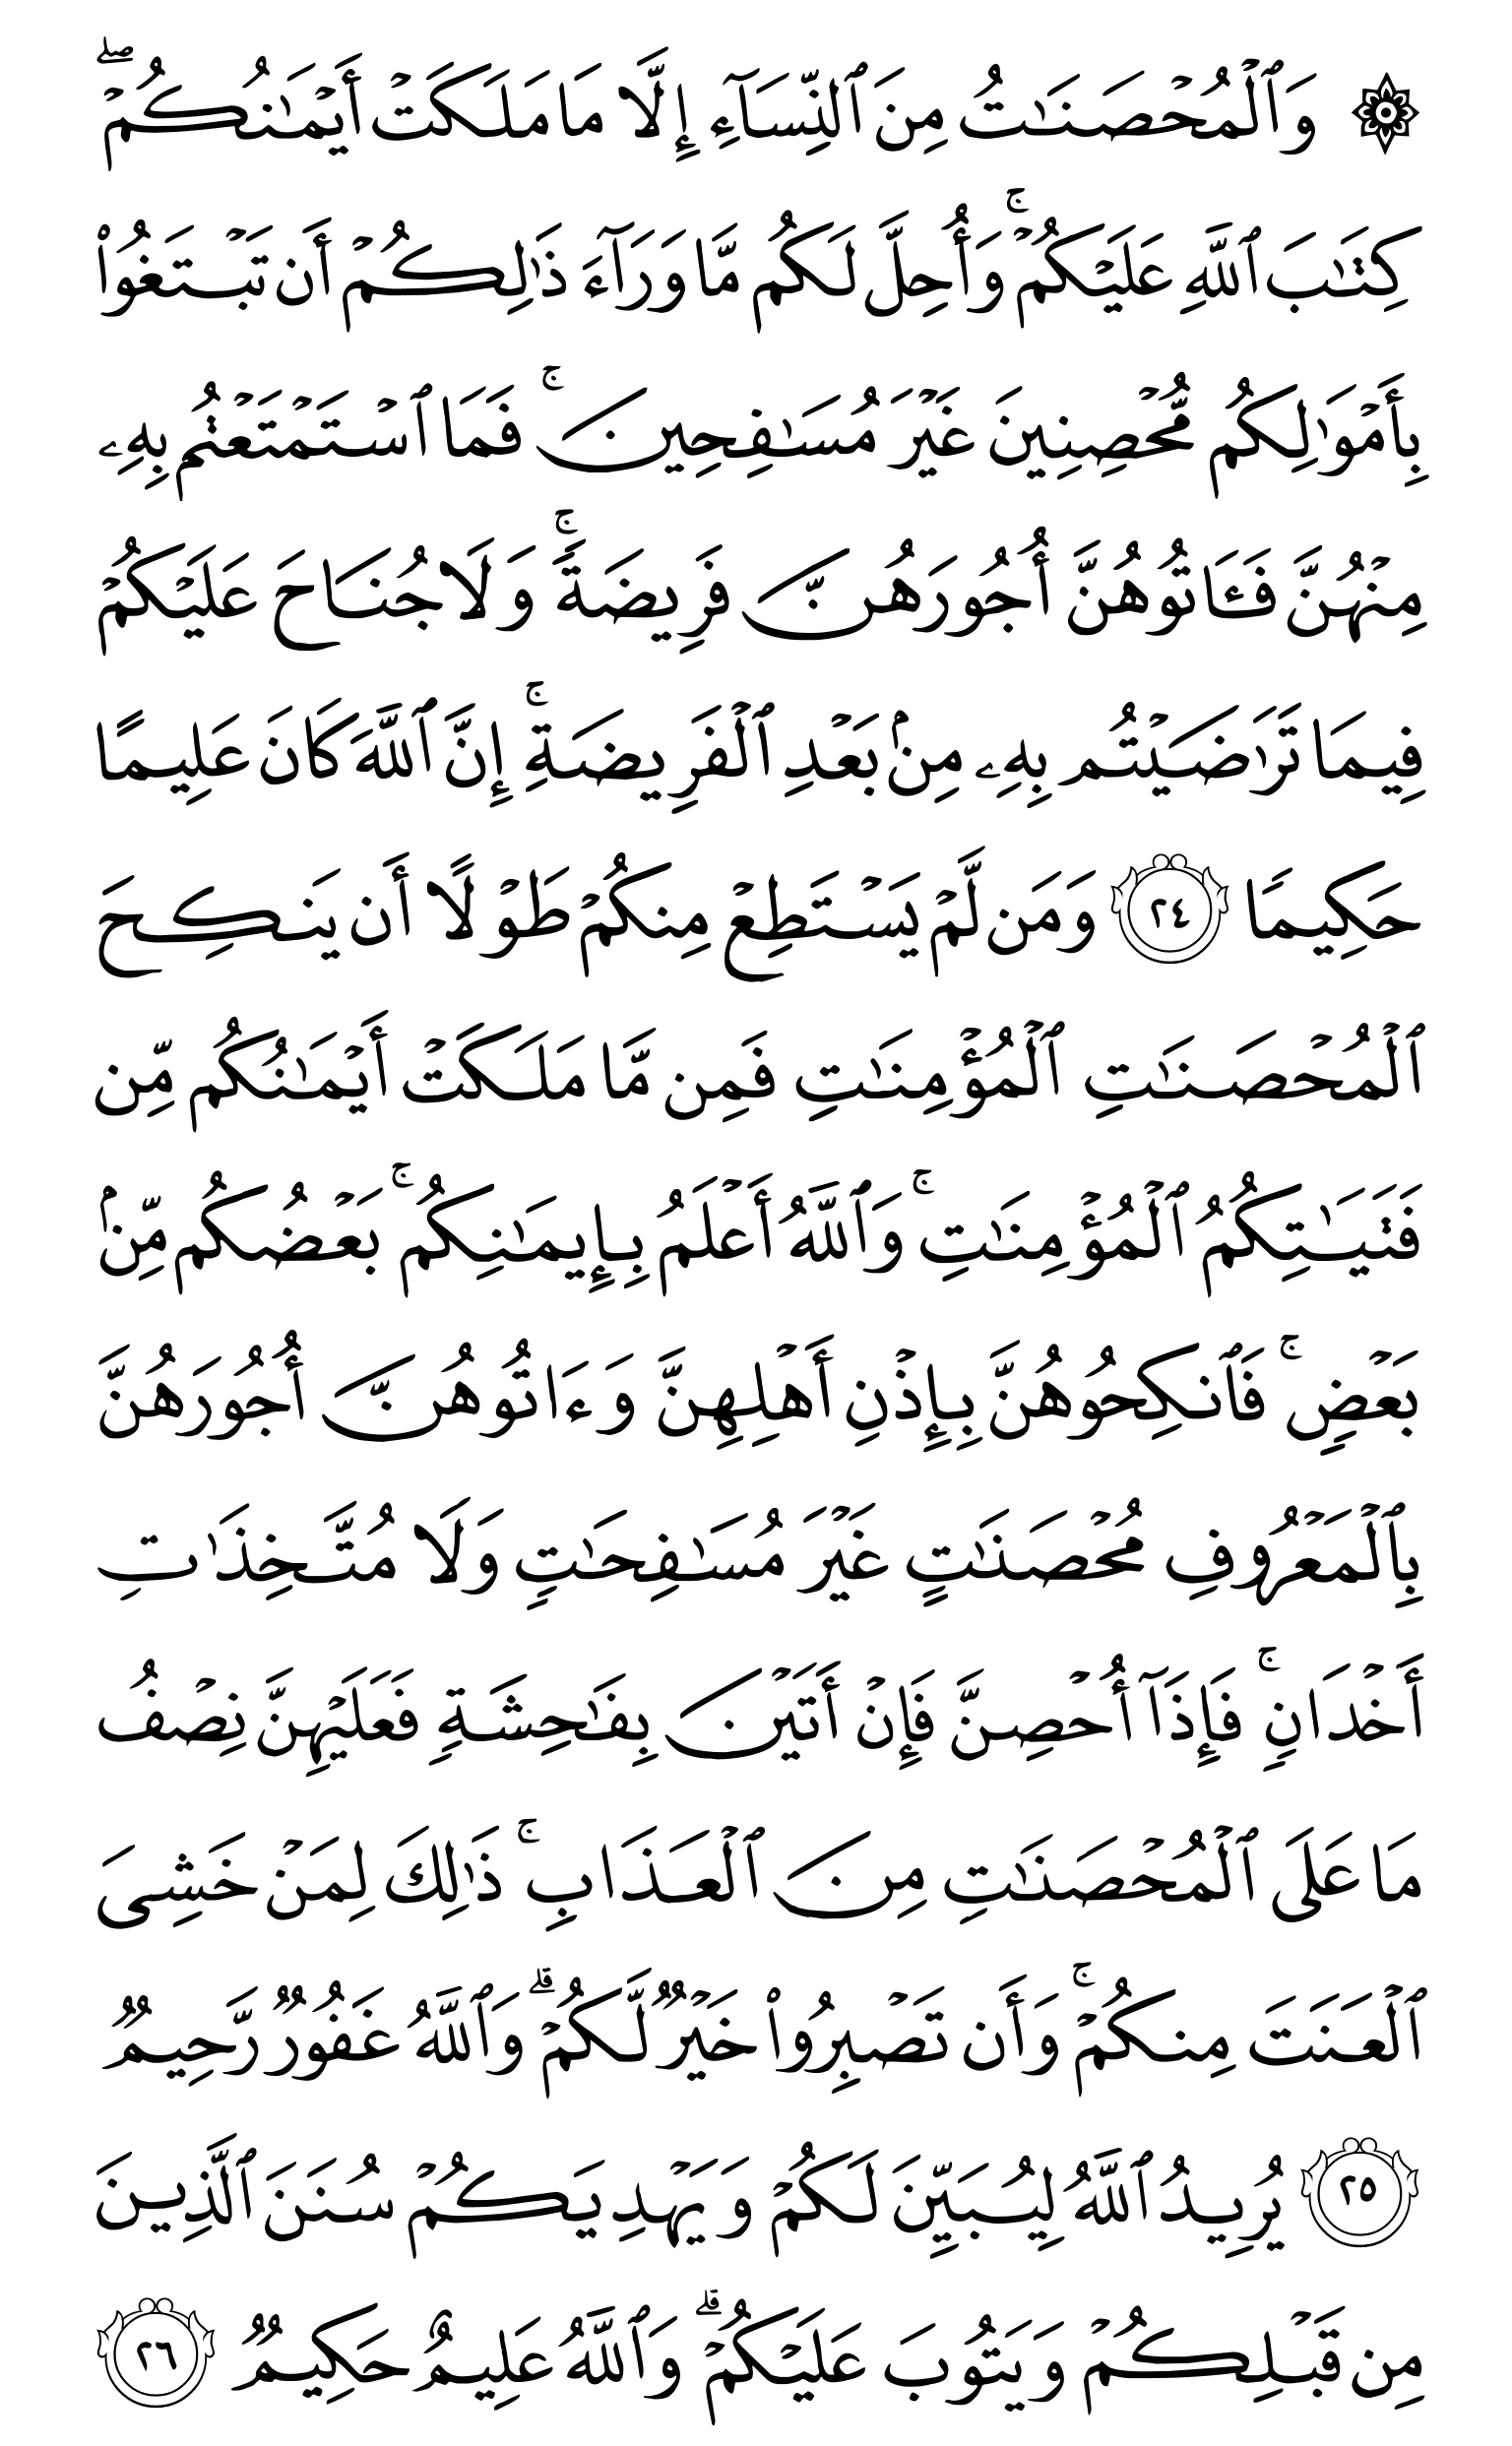 ۞ وَٱلْمُحْصَنَٰتُ مِنَ ٱلنِّسَآءِ إِلَّا مَا مَلَكَتْ أَيْمَٰنُكُمْۖ
كِتَٰبَ ٱللَّهِ عَلَيْكُمْۚ وَأُحِلَّ لَكُم مَّا وَرَآءَ ذَٰلِكُمْ أَن تَبْتَغُوا۟
بِأَمْوَٰلِكُم مُّحْصِنِينَ غَيْرَ مُسَٰفِحِينَۚ فَمَا ٱسْتَمْتَعْتُم بِهِۦ
مِنْهُنَّ فَـَٔاتُوهُنَّ أُجُورَهُنَّ فَرِيضَةًۚ وَلَا جُنَاحَ عَلَيْكُمْ
فِيمَا تَرَٰضَيْتُم بِهِۦ مِنۢ بَعْدِ ٱلْفَرِيضَةِۚ إِنَّ ٱللَّهَ كَانَ عَلِيمًا
حَكِيمًا ٢٤ وَمَن لَّمْ يَسْتَطِعْ مِنكُمْ طَوْلًا أَن يَنكِحَ
ٱلْمُحْصَنَٰتِ ٱلْمُؤْمِنَٰتِ فَمِن مَّا مَلَكَتْ أَيْمَٰنُكُم مِّن
فَتَيَٰتِكُمُ ٱلْمُؤْمِنَٰتِۚ وَٱللَّهُ أَعْلَمُ بِإِيمَٰنِكُمۚ بَعْضُكُم مِّنۢ
بَعْضٍۚ فَٱنكِحُوهُنَّ بِإِذْنِ أَهْلِهِنَّ وَءَاتُوهُنَّ أُجُورَهُنَّ
بِٱلْمَعْرُوفِ مُحْصَنَٰتٍ غَيْرَ مُسَٰفِحَٰتٍ وَلَا مُتَّخِذَٰتِ
أَخْدَانٍۚ فَإِذَآ أُحْصِنَّ فَإِنْ أَتَيْنَ بِفَٰحِشَةٍ فَعَلَيْهِنَّ نِصْفُ
مَا عَلَى ٱلْمُحْصَنَٰتِ مِنَ ٱلْعَذَابِۚ ذَٰلِكَ لِمَنْ خَشِىَ
ٱلْعَنَتَ مِنكُمْۚ وَأَن تَصْبِرُوا۟ خَيْرٌ لَّكُمْۗ وَٱللَّهُ غَفُورٌ رَّحِيمٌ
٢٥ يُرِيدُ ٱللَّهُ لِيُبَيِّنَ لَكُمْ وَيَهْدِيَكُمْ سُنَنَ ٱلَّذِينَ
مِن قَبْلِكُمْ وَيَتُوبَ عَلَيْكُمْۗ وَٱللَّهُ عَلِيمٌ حَكِيمٌ ٢٦